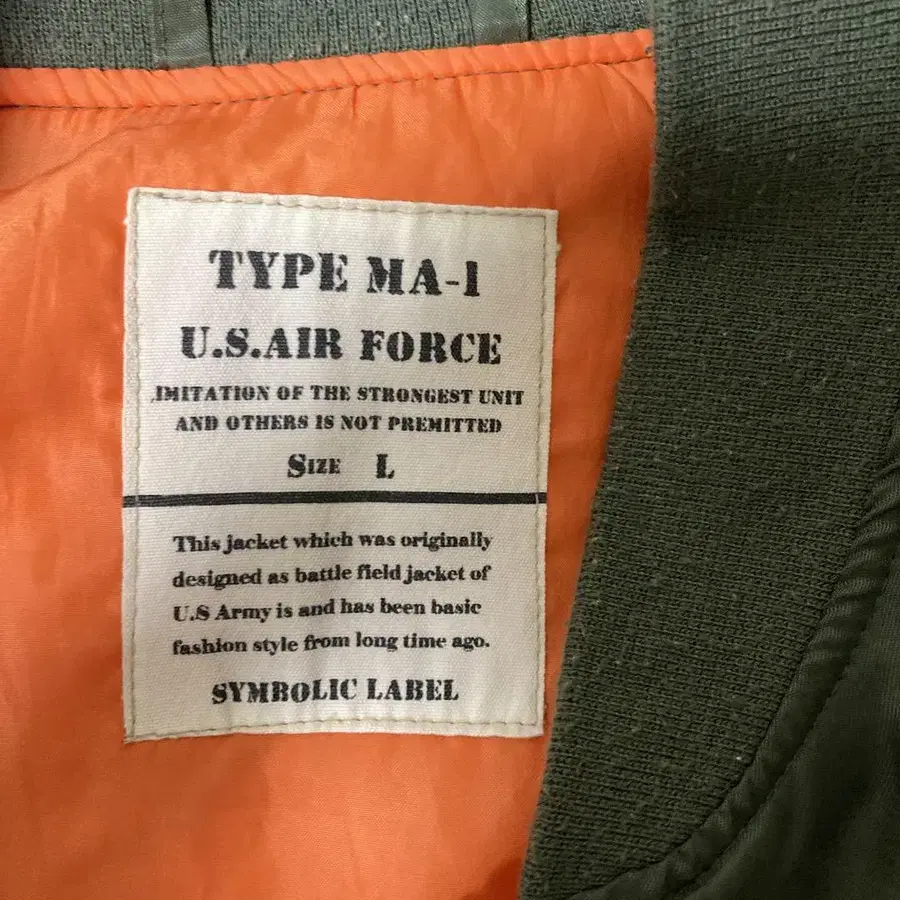 TYPE MA-1
U.S.AIR FORCE
.IMITATION OF THE STRONGEST UNIT
AND OTHERS IS NOT PREMITTED
SIZE L
This jacket which was originally
designed as battle field jacket of
U.S Army is and has been basic
fashion style from long time ago.
SYMBOLIC LABEL